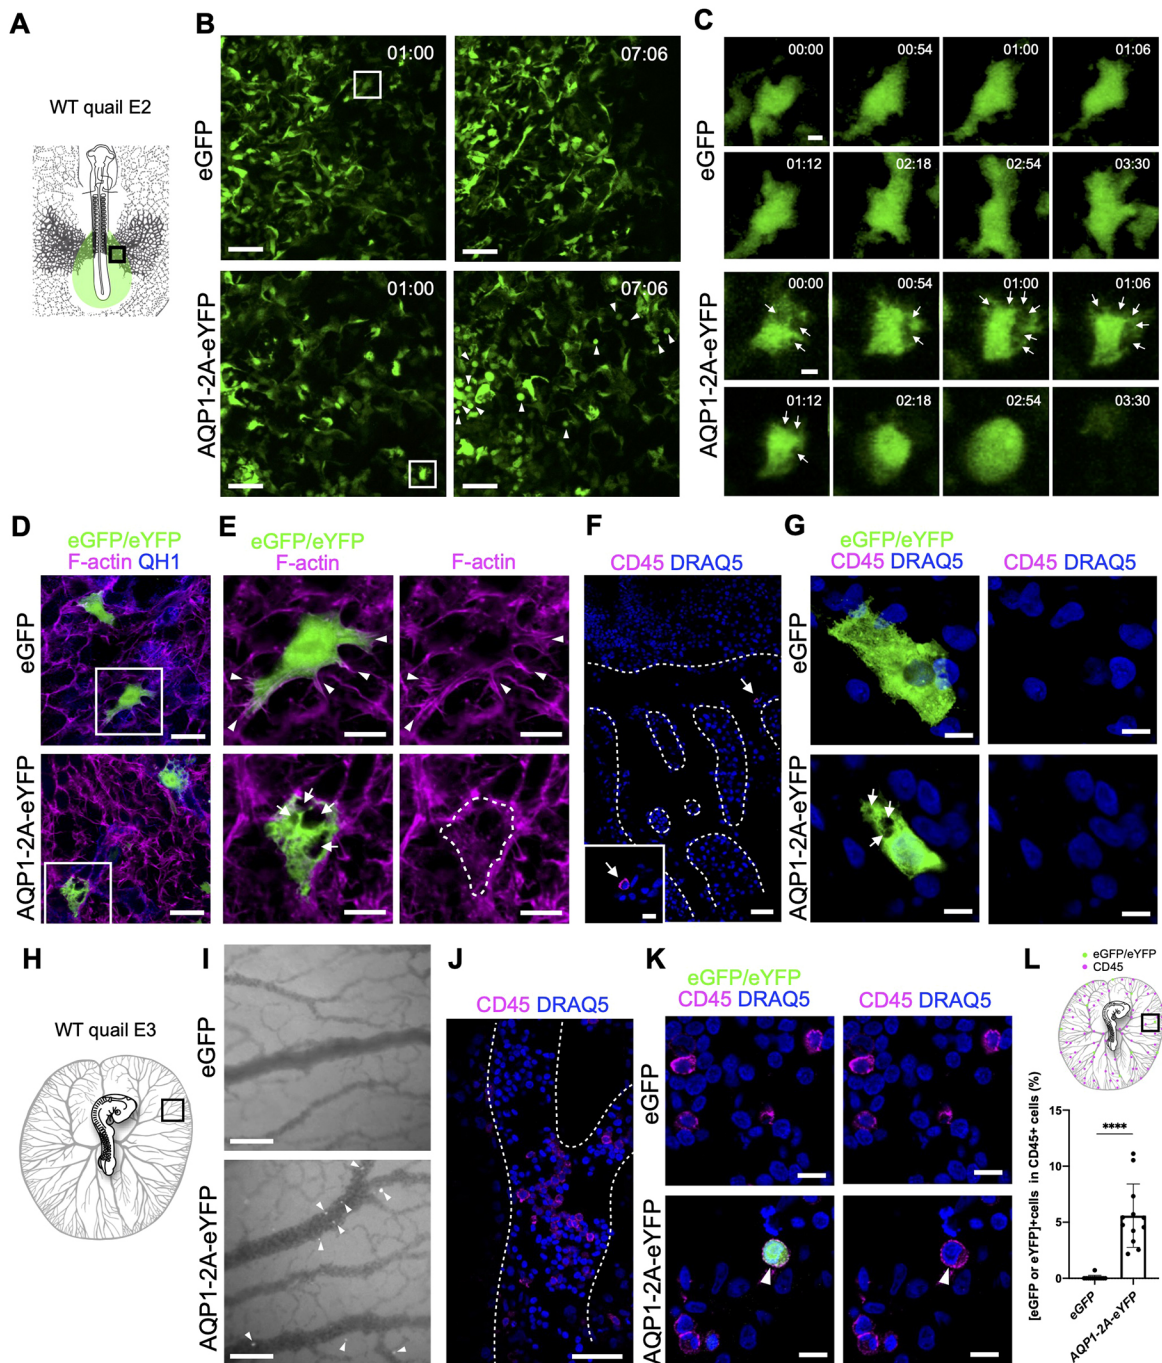 A
WT quail E2
B
eGFP
01:00
07:06
AQP1-2A-eYFP
01:00
07:06
C
eGFP
00:00
00:54
01:00
01:06
01:12
02:18
02:54
03:30
AQP1-2A-eYFP
00:00
00:54
01:00
01:06
01:12
02:18
02:54
03:30
D
eGFP/eYFP
F-actin QH1
eGFP
AQP1-2A-eYFP
E
eGFP/eYFP
F-actin
F-actin
F
CD45 DRAQ5
G
eGFP/eYFP
CD45 DRAQ5
CD45 DRAQ5
eGFP
AQP1-2A-eYFP
H
WT quail E3
I
eGFP
AQP1-2A-eYFP
J
CD45 DRAQ5
K
eGFP/eYFP
CD45 DRAQ5
CD45 DRAQ5
eGFP
AQP1-2A-eYFP
L
eGFP/eYFP
CD45
[eGFP or eYFP]+cells in CD45+ cells (%)
15
10
5
0
****
eGFP
AQP1-2A-eYFP